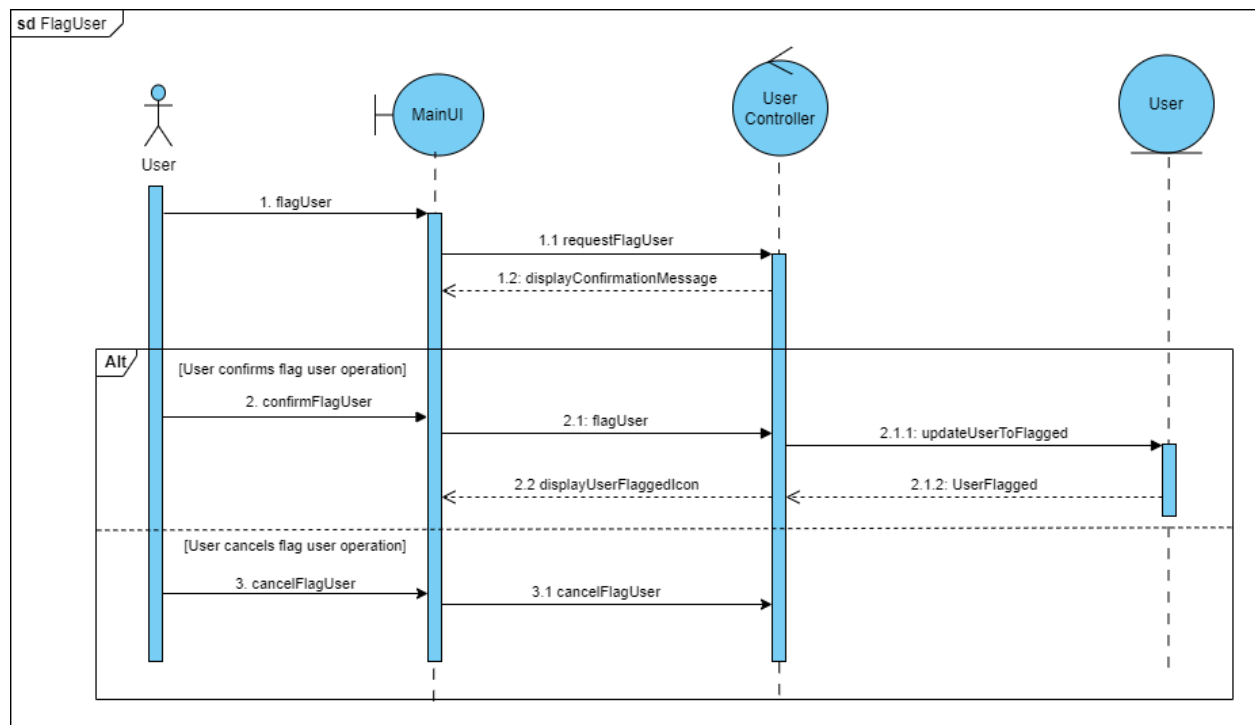 sd FlagUser
MainUI
User
Controller
User
User
1. flagUser
1.1 requestFlagUser
1.2: displayConfirmationMessage
Alt
[User confirms flag user operation]
2. confirmFlagUser
2.1: flagUser
2.1.1: updateUserToFlagged
2.2 displayUserFlaggedIcon
2.1.2: UserFlagged
[User cancels flag user operation]
3. cancelFlagUser
3.1 cancelFlagUser